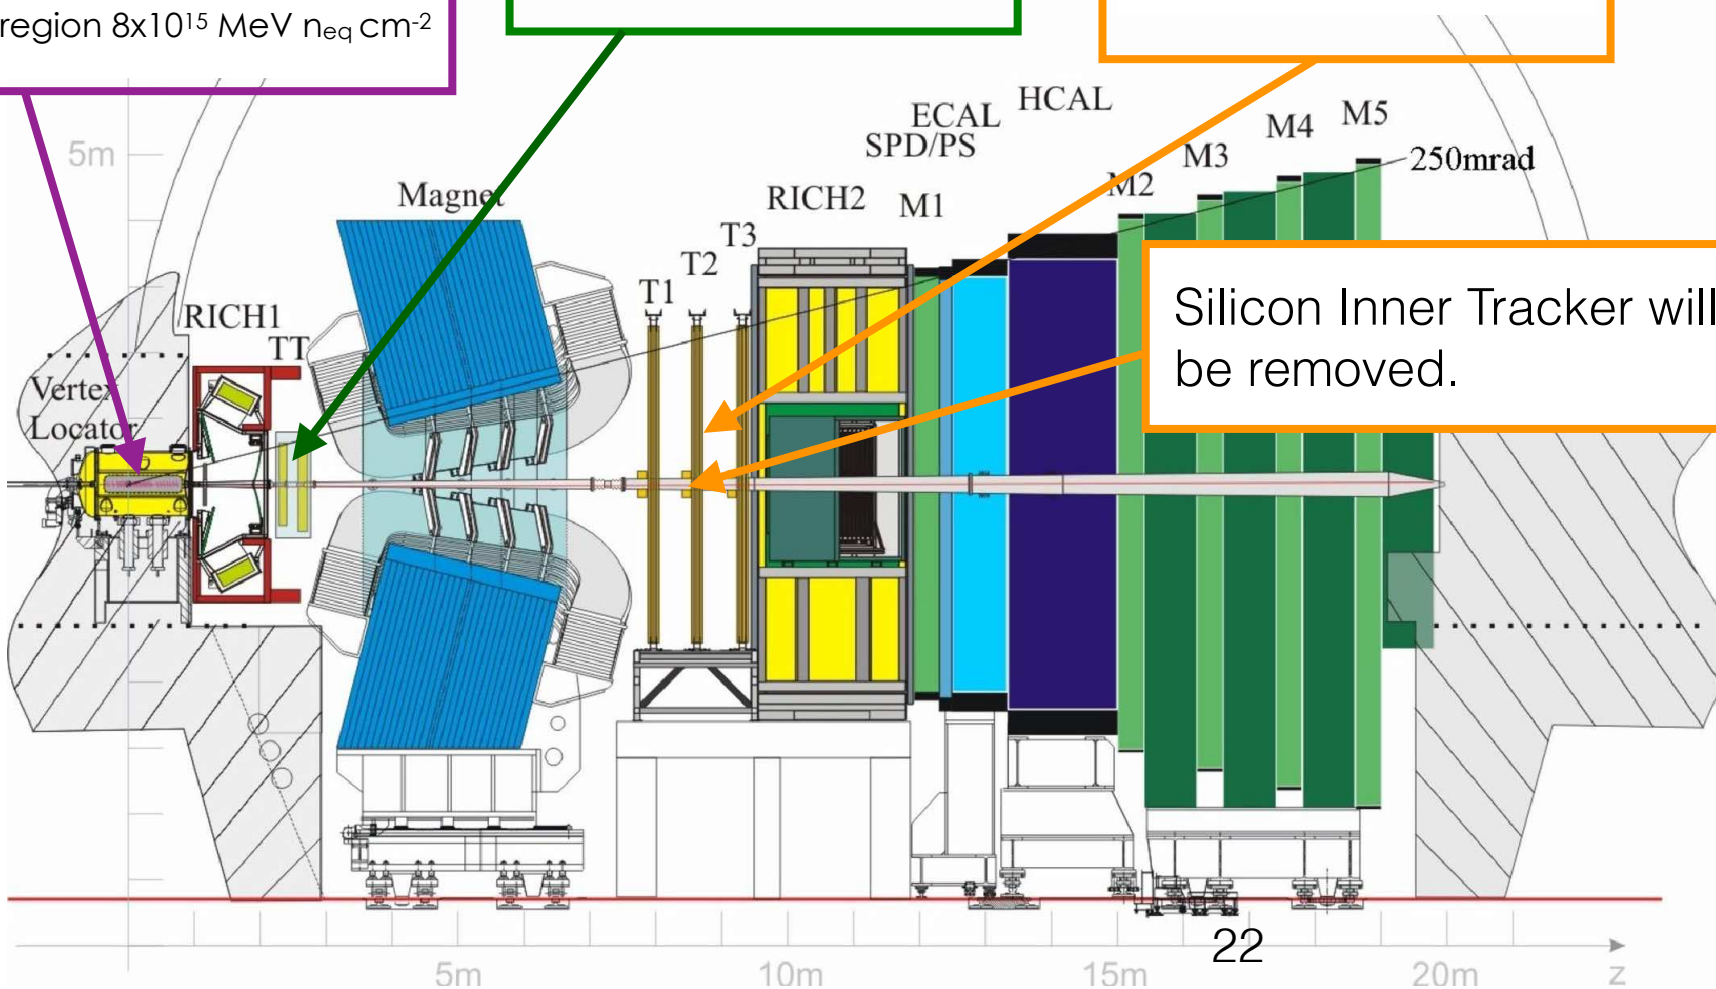 region 8x10¹⁵ MeV nₑq cm⁻²
HCAL
ECAL
M5
M4
SPD/PS
5m
M3
250mrad
M2
Magnet
RICH2
M1
T3
T2
T1
RICH1
TT
Silicon Inner Tracker will
be removed.
Vertex
Locator
22
5m
10m
15m
20m
z